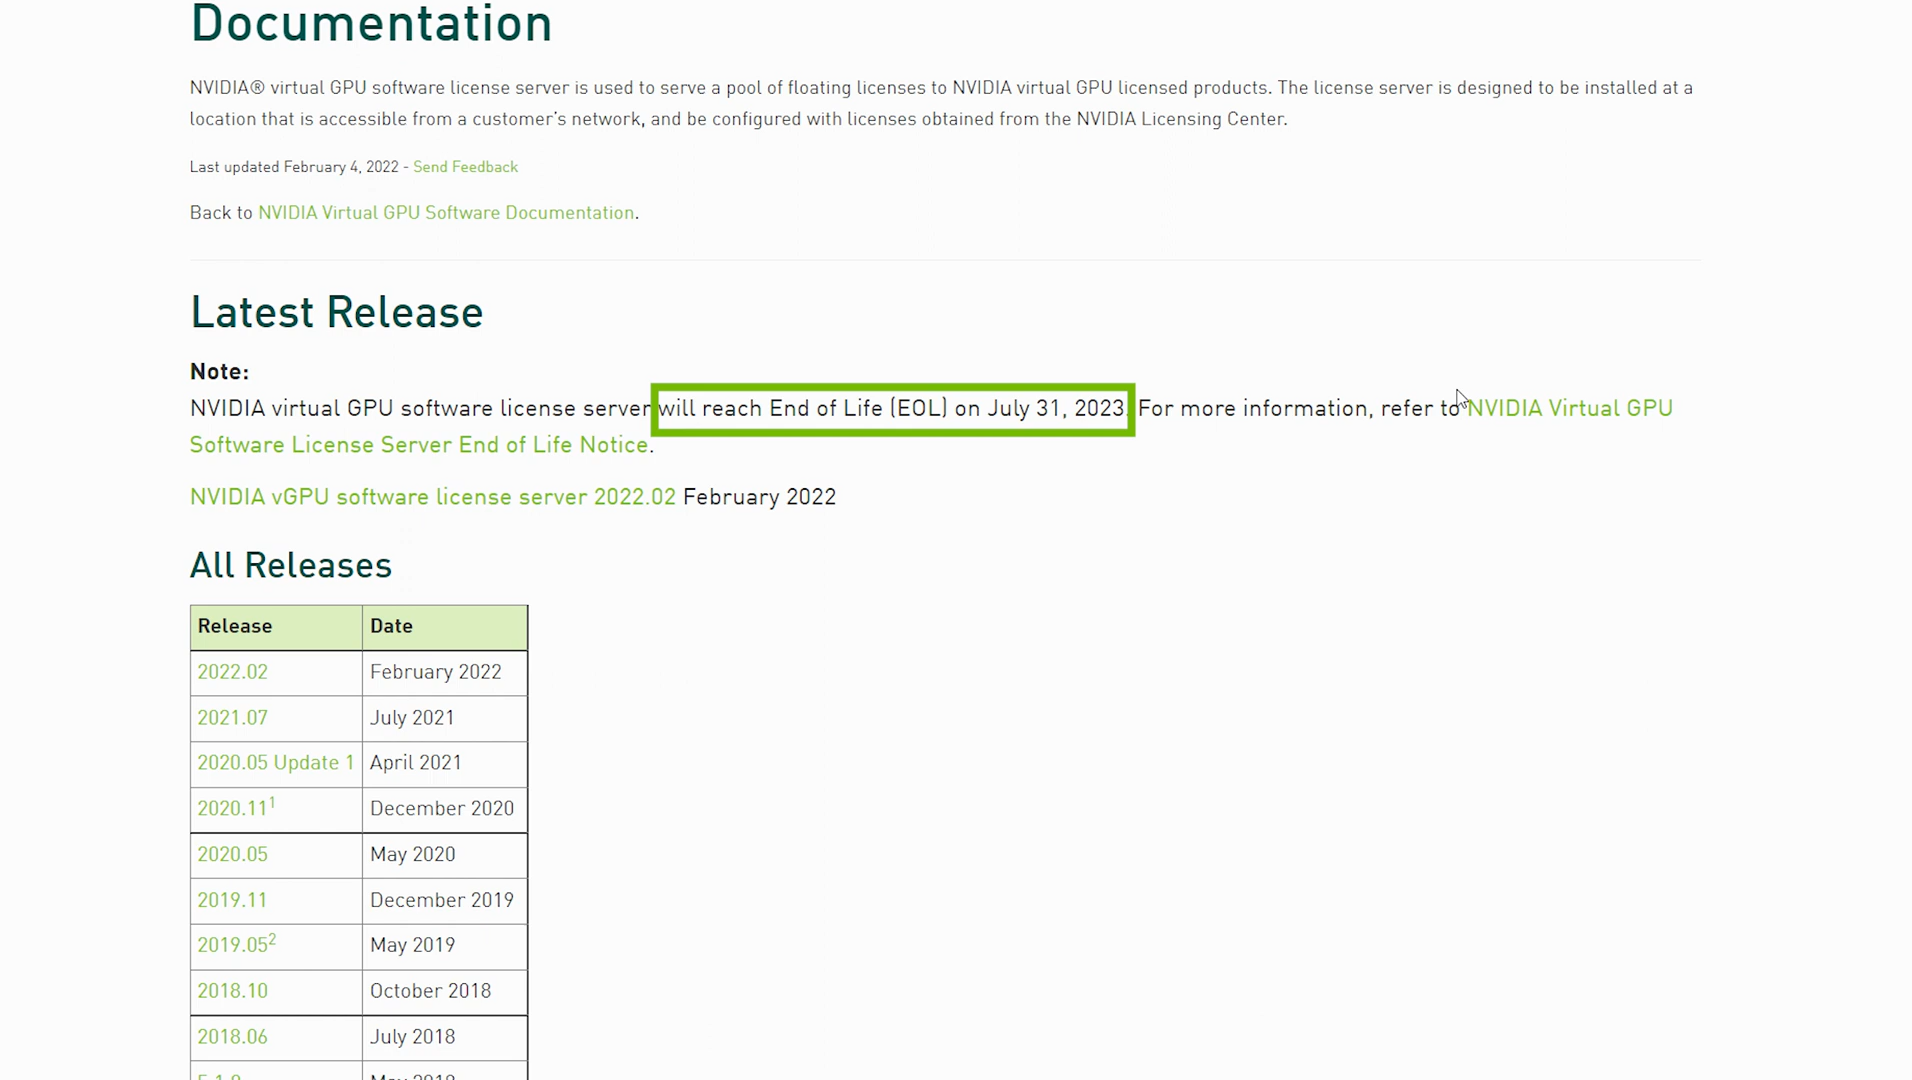 Documentation
NVIDIA® virtual GPU software license server is used to serve a pool of floating licenses to NVIDIA virtual GPU licensed products. The license server is designed to be installed at a
location that is accessible from a customer's network, and be configured with licenses obtained from the NVIDIA Licensing Center.
Last updated February 4, 2022 - Send Feedback
Back to NVIDIA Virtual GPU Software Documentation.
Latest Release
Note:
NVIDIA virtual GPU software license server will reach End of Life (EOL) on July 31, 2023. For more information, refer to NVIDIA Virtual GPU
Software License Server End of Life Notice.
NVIDIA vGPU software license server 2022.02 February 2022
All Releases
Release Date
2022.02 February 2022
2021.07 July 2021
2020.05 Update 1 April 2021
2020.11¹ December 2020
2020.05 May 2020
2019.11 December 2019
2019.05² May 2019
2018.10 October 2018
2018.06 July 2018